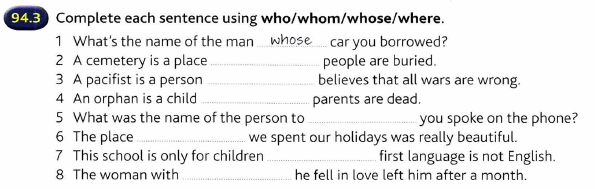 94.3 Complete each sentence using who/whom/whose/where.
1 What's the name of the man whose car you borrowed?
2 A cemetery is a place ............ people are buried.
3 A pacifist is a person ............ believes that all wars are wrong.
4 An orphan is a child ............ parents are dead.
5 What was the name of the person to ............ you spoke on the phone?
6 The place ............ we spent our holidays was really beautiful.
7 This school is only for children ............ first language is not English.
8 The woman with ............ he fell in love left him after a month.